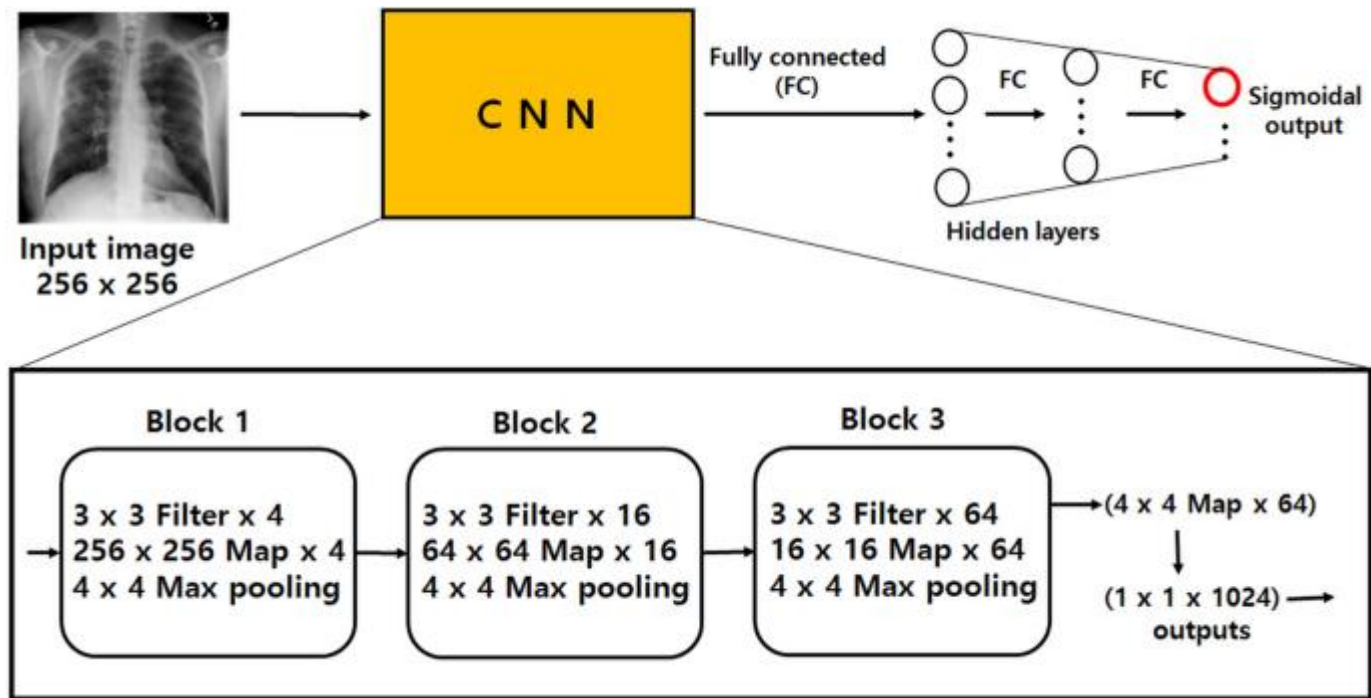 C N N
Fully connected
(FC)
FC
FC
Sigmoidal
output
Hidden layers
Input image
256 x 256
Block 1
3 x 3 Filter x 4
256 x 256 Map x 4
4 x 4 Max pooling
Block 2
3 x 3 Filter x 16
64 x 64 Map x 16
4 x 4 Max pooling
Block 3
3 x 3 Filter x 64
16 x 16 Map x 64
4 x 4 Max pooling
(4 x 4 Map x 64)
(1 x 1 x 1024)
outputs